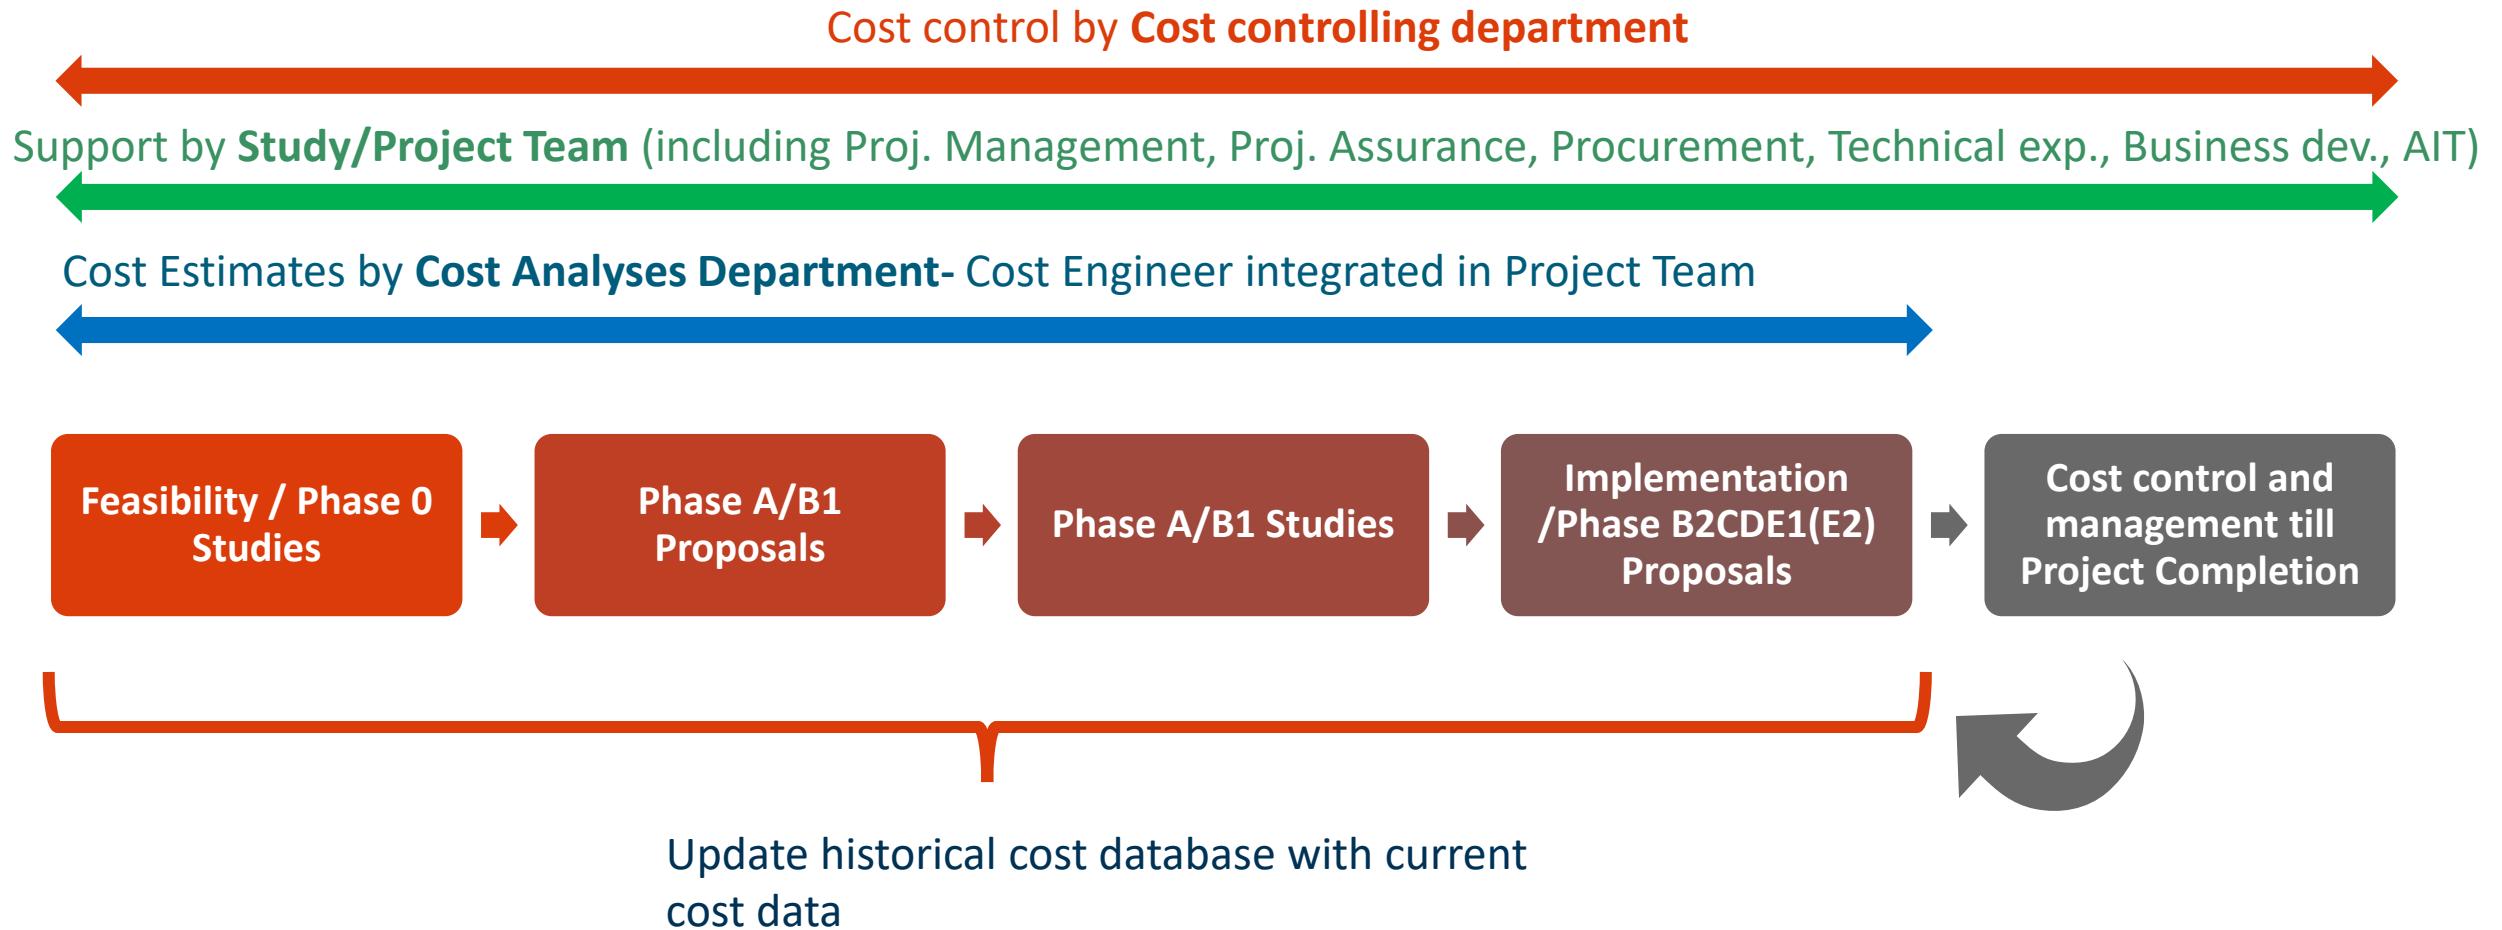 Cost control by Cost controlling department
Support by Study/Project Team (including Proj. Management, Proj. Assurance, Procurement, Technical exp., Business dev., AIT)
Cost Estimates by Cost Analyses Department- Cost Engineer integrated in Project Team
Feasibility / Phase 0
Studies
Phase A/B1
Proposals
Phase A/B1 Studies
Implementation
/Phase B2CDE1(E2)
Proposals
Cost control and
management till
Project Completion
Update historical cost database with current
cost data